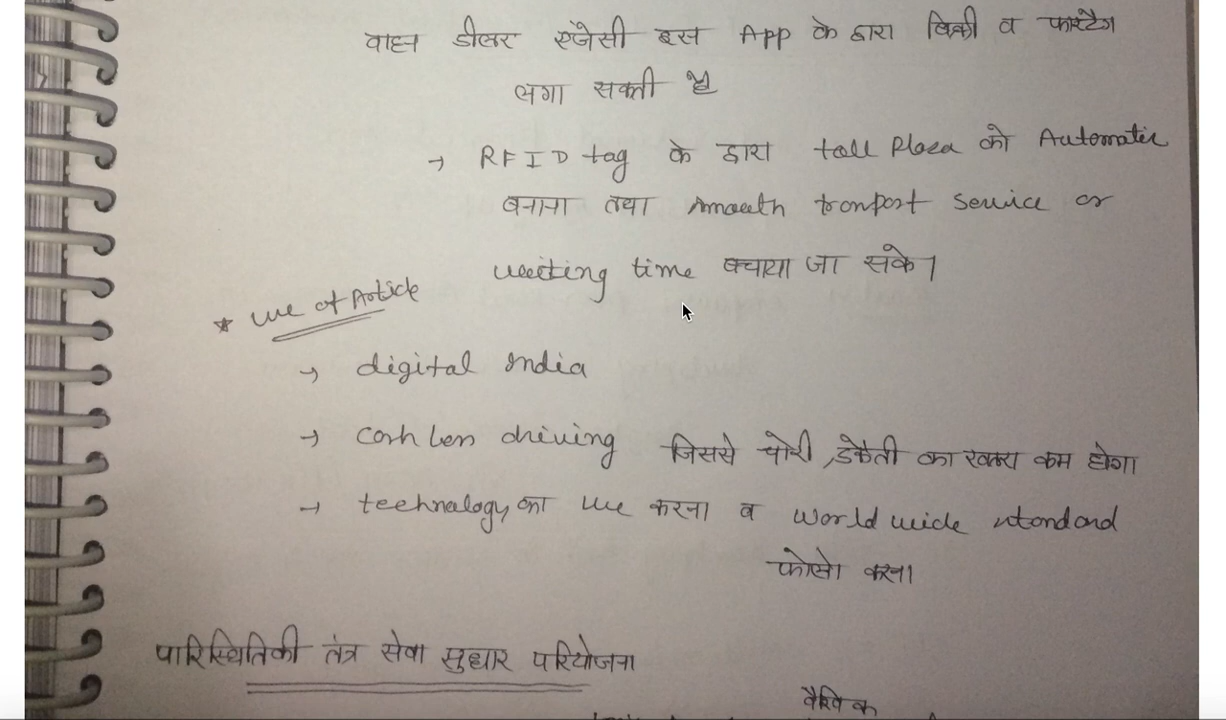 वाहन डीलर एजेंसी इस App के द्वारा बिक्री व फास्टैग
लगा सकती है
→ RFID tag के द्वारा toll Plaza को Automatic
बनाना तथा smooth transport service or
waiting time बचाया जा सके।
* use of Article
→ digital India
→ cash less driving जिससे चोरी, डकैती का खतरा कम होगा
→ technology का use करना व world wide standard
फोलो करना
पारिस्थितिकी तंत्र सेवा सुधार परियोजना
वैश्विक